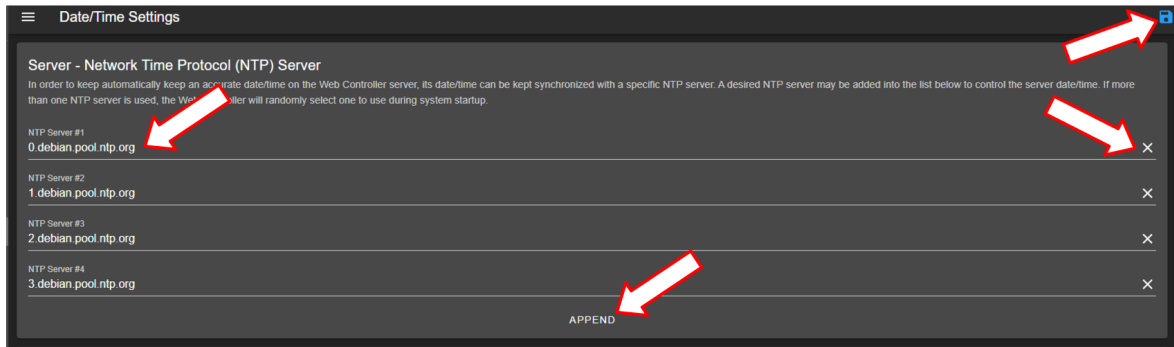 Date/Time Settings
Server - Network Time Protocol (NTP) Server
In order to keep automatically keep an accurate date/time on the Web Controller server, its date/time can be kept synchronized with a specific NTP server. A desired NTP server may be added into the list below to control the server date/time. If more
than one NTP server is used, the Web ller will randomly select one to use during system startup.
NTP Server #1
0.debian.pool.ntp.org
NTP Server #2
1.debian.pool.ntp.org
NTP Server #3
2.debian.pool.ntp.org
NTP Server #4
3.debian.pool.ntp.org
APPEND